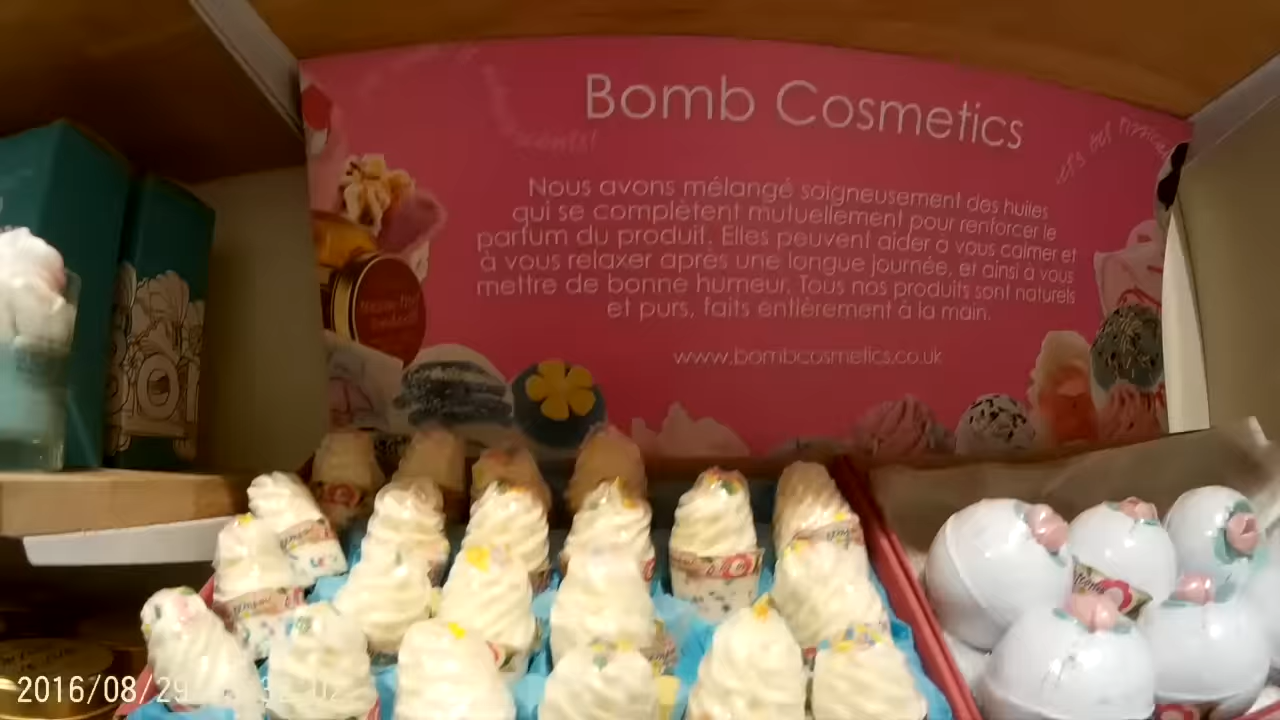 Bomb Cosmetics
Nous avons mélangé soigneusement des huiles
qui se complètent mutuellement pour renforcer le
parfum du produit. Elles peuvent aider à vous calmer et
à vous relaxer après une longue journée, et ainsi à vous
mettre de bonne humeur. Tous nos produits sont naturels
et purs, faits entièrement à la main.
www.bombcosmetics.co.uk
2016/08/29